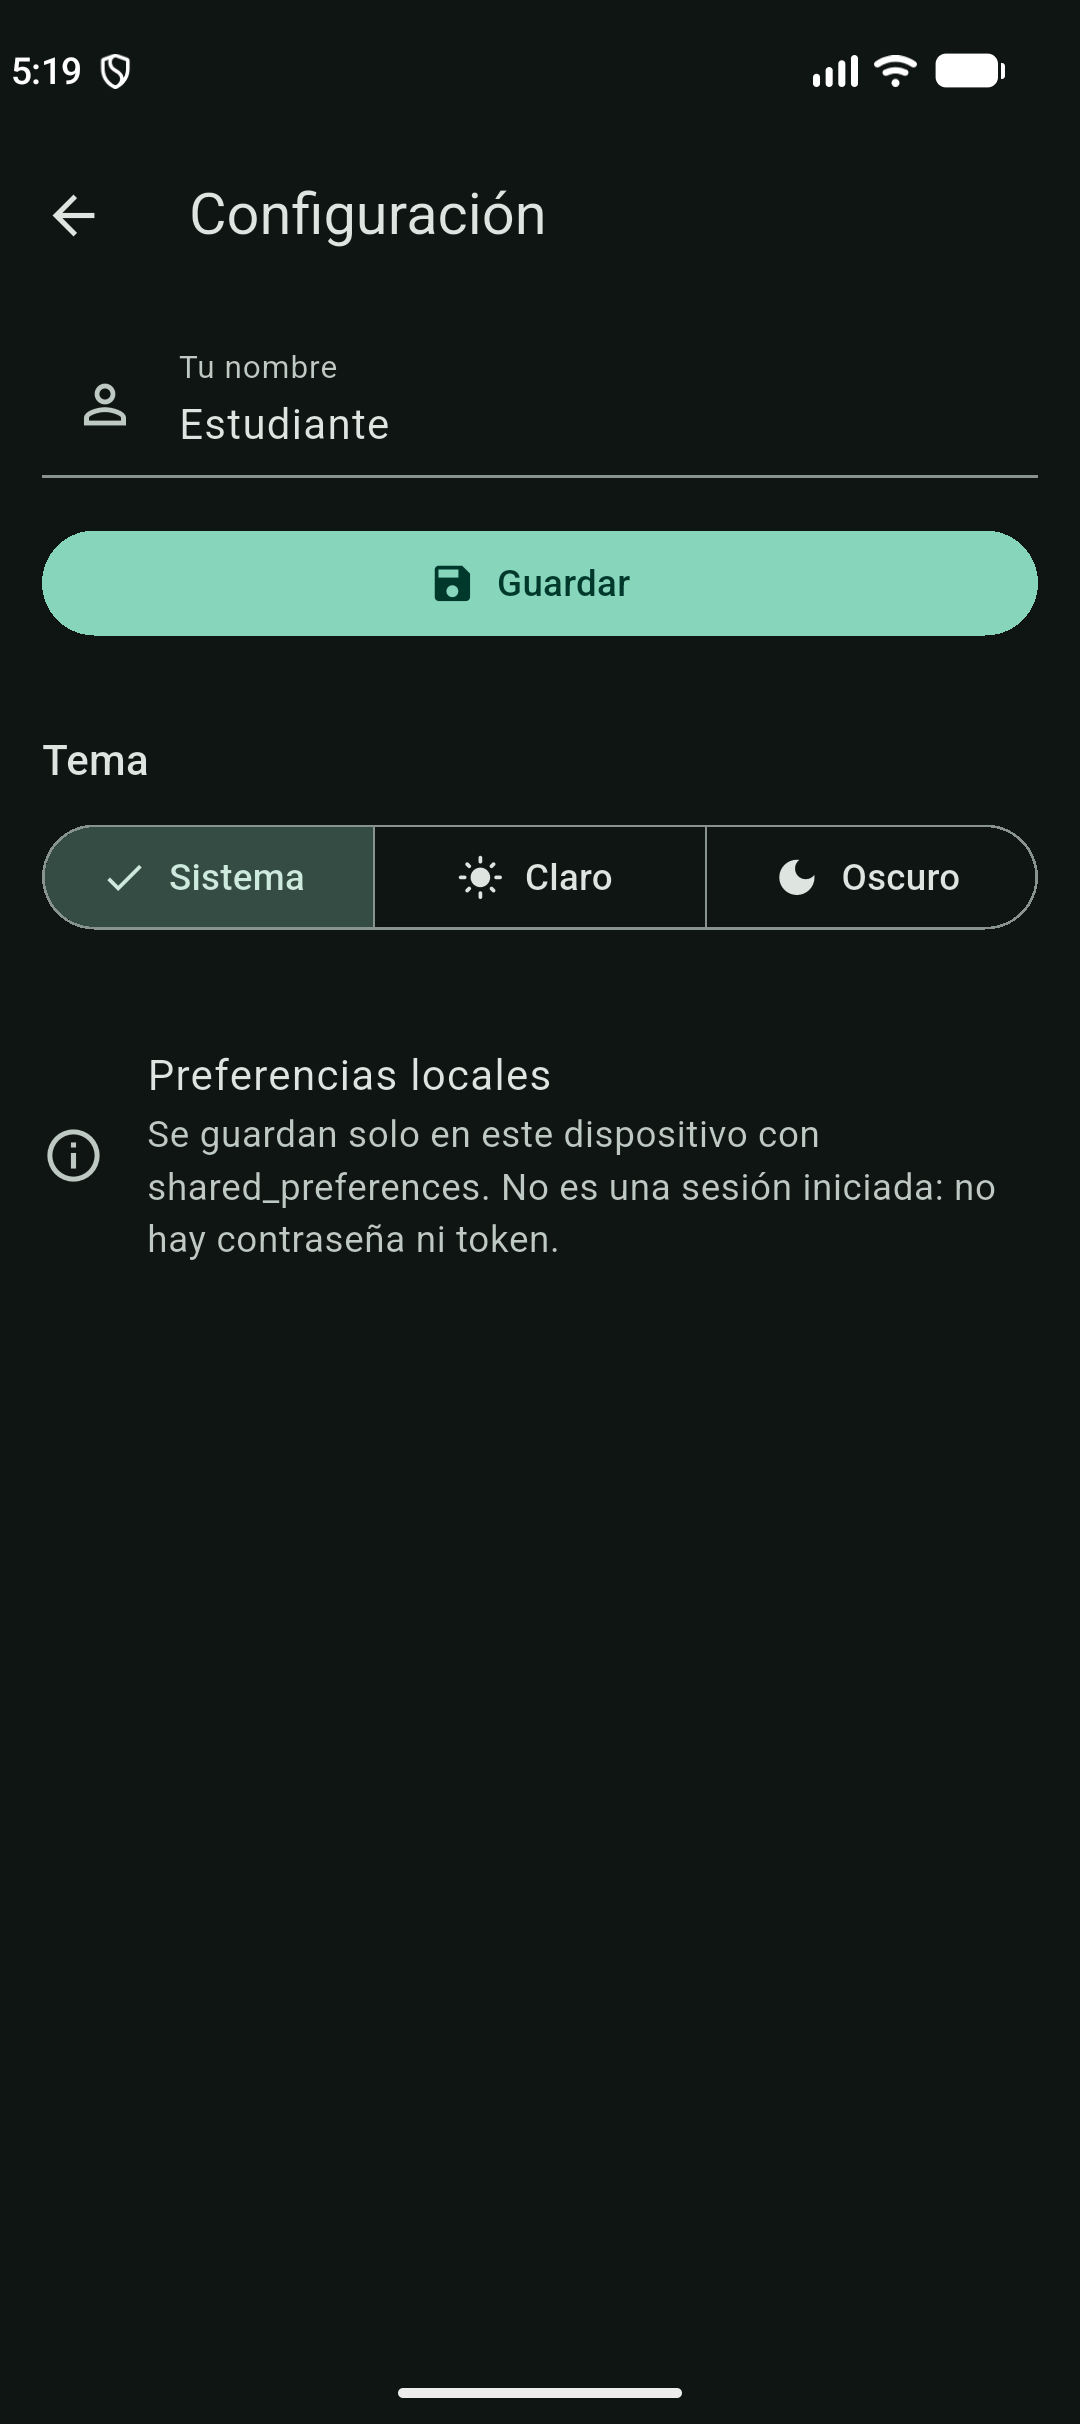 5:19
Configuración
Tu nombre
Estudiante
Guardar
Tema
Sistema
Claro
Oscuro
Preferencias locales
Se guardan solo en este dispositivo con
shared_preferences. No es una sesión iniciada: no
hay contraseña ni token.